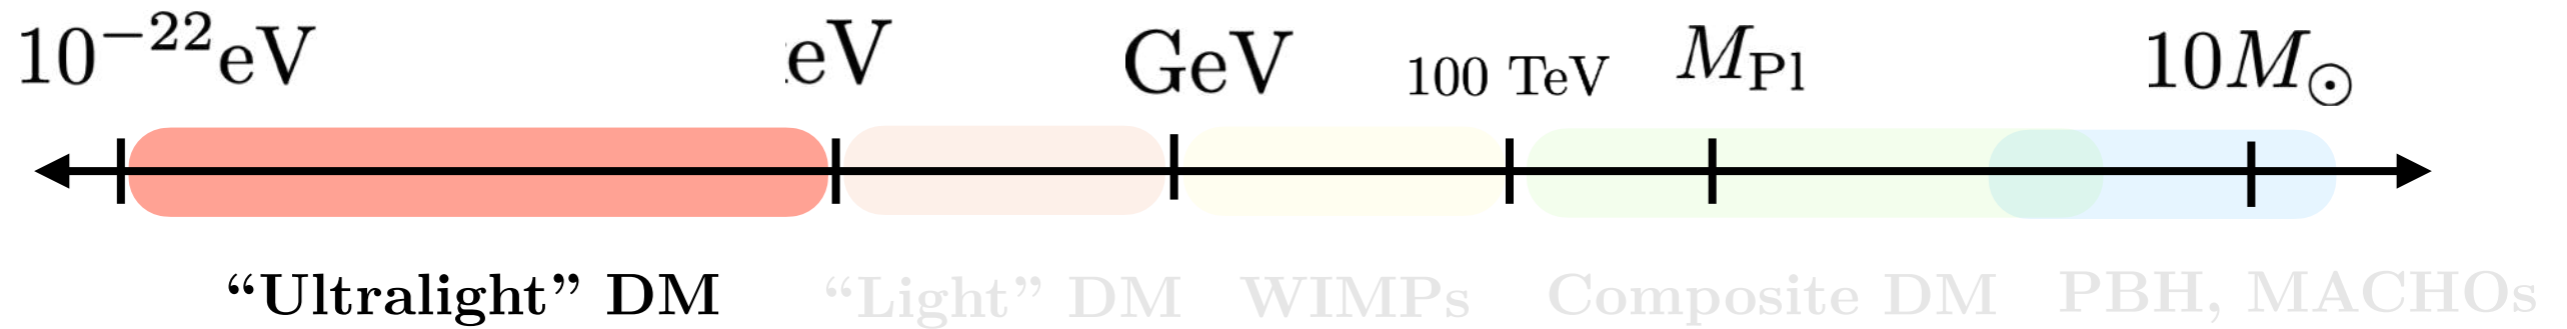 10⁻²²eV eV GeV 100 TeV M_Pl 10M_⊙
“Ultralight” DM “Light” DM WIMPs Composite DM PBH, MACHOs